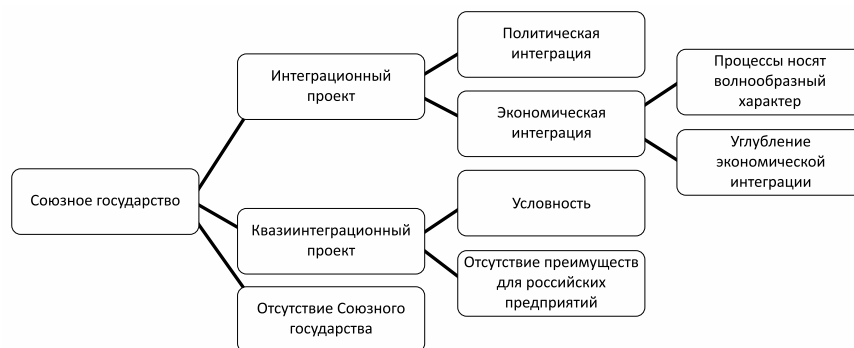 Союзное государство
Интеграционный
проект
Политическая
интеграция
Экономическая
интеграция
Процессы носят
волнообразный
характер
Углубление
экономической
интеграции
Квазиинтеграционный
проект
Условность
Отсутствие преимуществ
для российских
предприятий
Отсутствие Союзного
государства